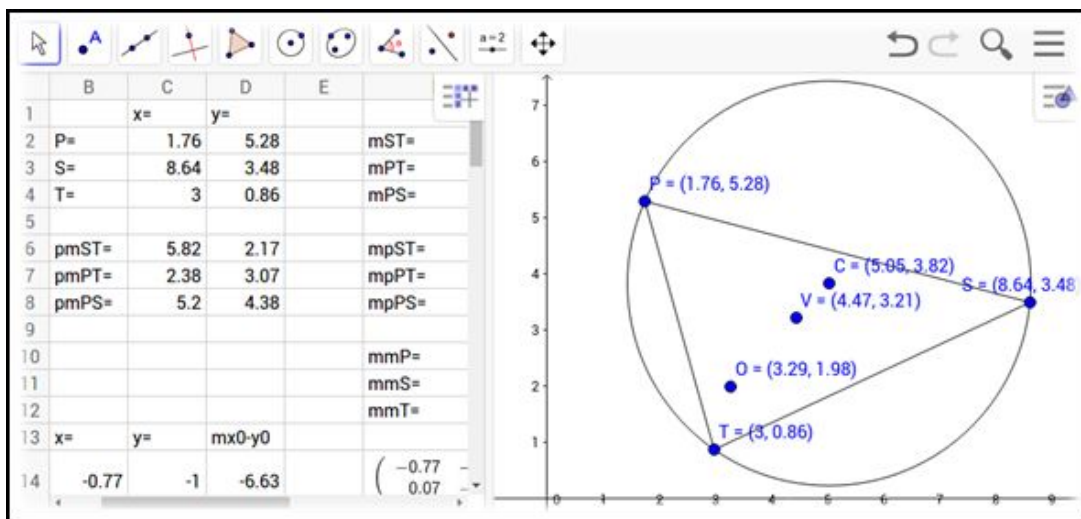 A
a = 2
B C D E
1 x= y=
2 P= 1.76 5.28 mST=
3 S= 8.64 3.48 mPT=
4 T= 3 0.86 mPS=
5
6 pmST= 5.82 2.17 mpST=
7 pmPT= 2.38 3.07 mpPT=
8 pmPS= 5.2 4.38 mpPS=
9
10 mmP=
11 mmS=
12 mmT=
13 x= y= mx0-y0
14 -0.77 -1 -6.63 ( −0.77 −
0.07 −
7
6
P = (1.76, 5.28)
5
4
C = (5.05, 3.82)
S = (8.64, 3.48
V = (4.47, 3.21)
3
2
O = (3.29, 1.98)
1
T = (3, 0.86)
0 1 2 3 4 5 6 7 8 9